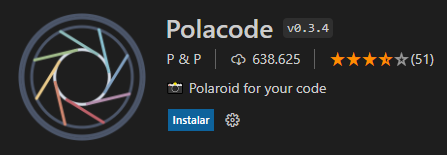 Polacode v0.3.4
P & P 638.625 (51)
Polaroid for your code
Instalar